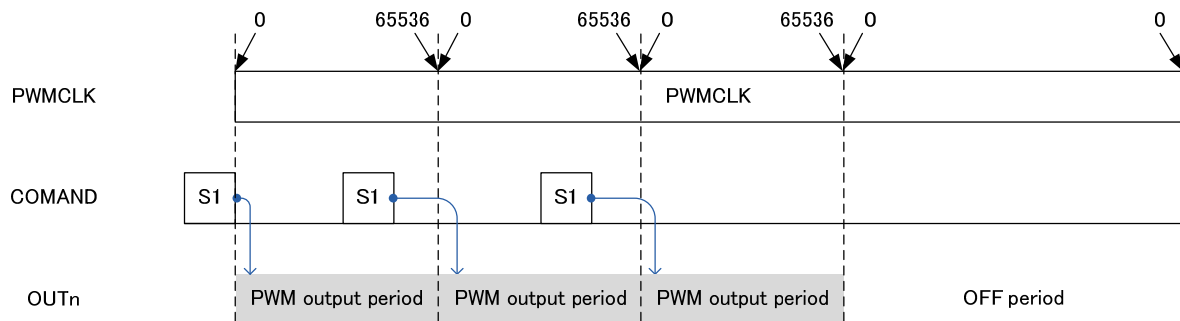 0 65536 0 65536 0 65536 0 0
PWMCLK PWMCLK
COMAND S1 S1 S1
OUTn PWM output period PWM output period PWM output period OFF period